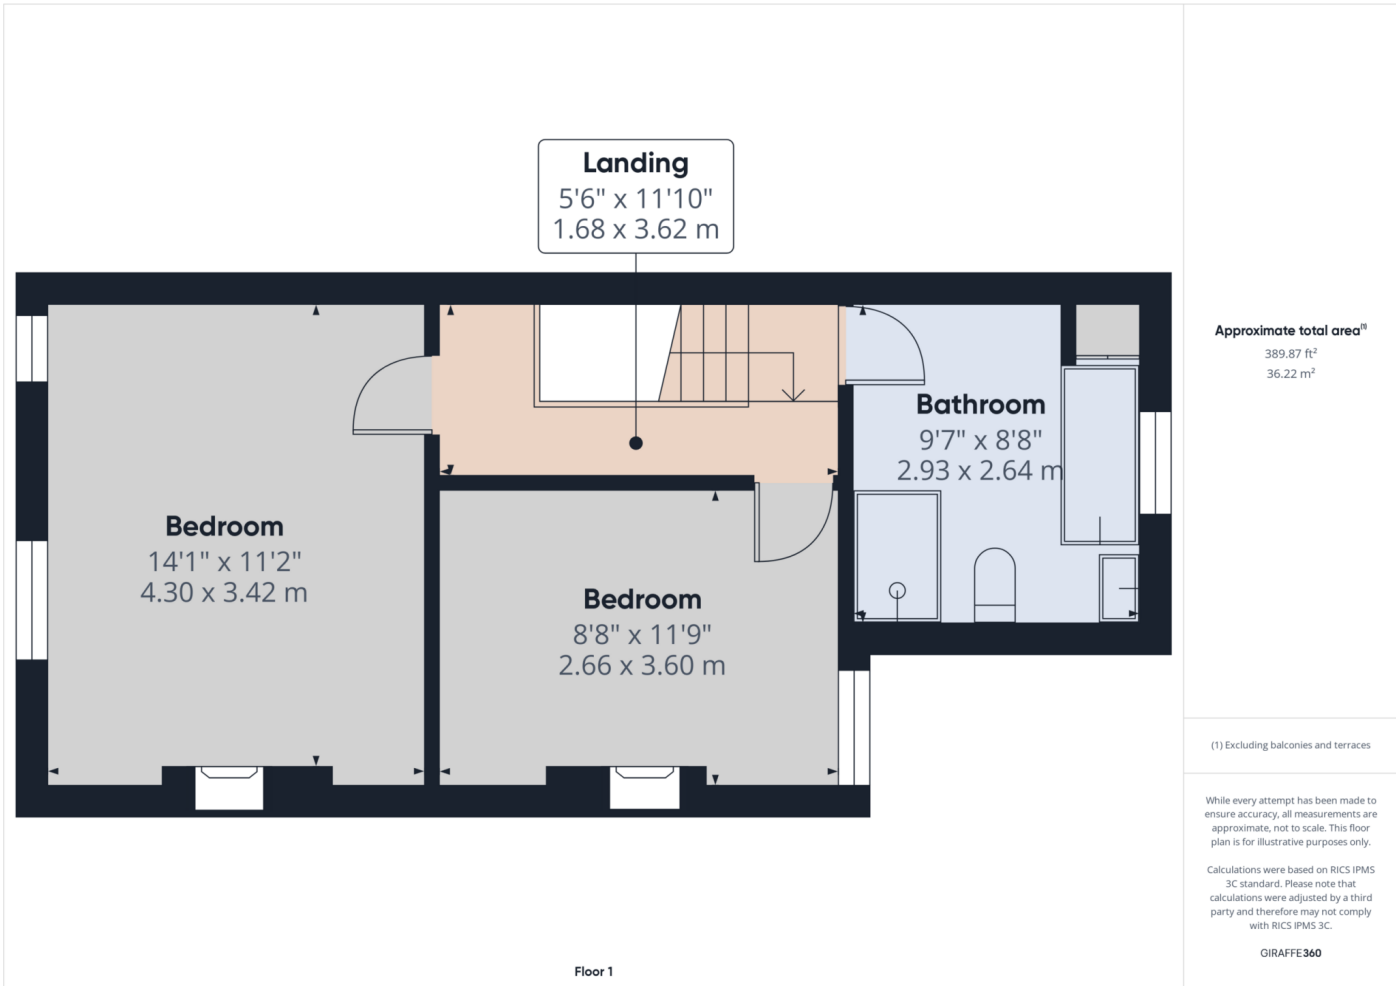 Landing
5'6" x 11'10"
1.68 x 3.62 m
Bedroom
14'1" x 11'2"
4.30 x 3.42 m
Bedroom
8'8" x 11'9"
2.66 x 3.60 m
Bathroom
9'7" x 8'8"
2.93 x 2.64 m
Floor 1
Approximate total area(1)
389.87 ft²
36.22 m²
(1) Excluding balconies and terraces
While every attempt has been made to
ensure accuracy, all measurements are
approximate, not to scale. This floor
plan is for illustrative purposes only.
Calculations were based on RICS IPMS
3C standard. Please note that
calculations were adjusted by a third
party and therefore may not comply
with RICS IPMS 3C.
GIRAFFE360